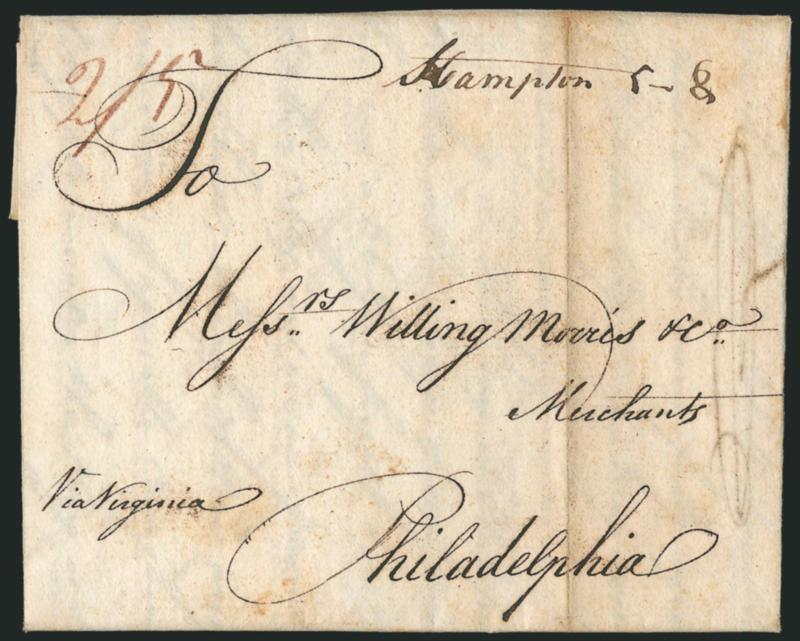 2/5
Hampton 5-8
To
Messrs Willing Morris &Co.
Merchants
Via Virginia
Philadelphia